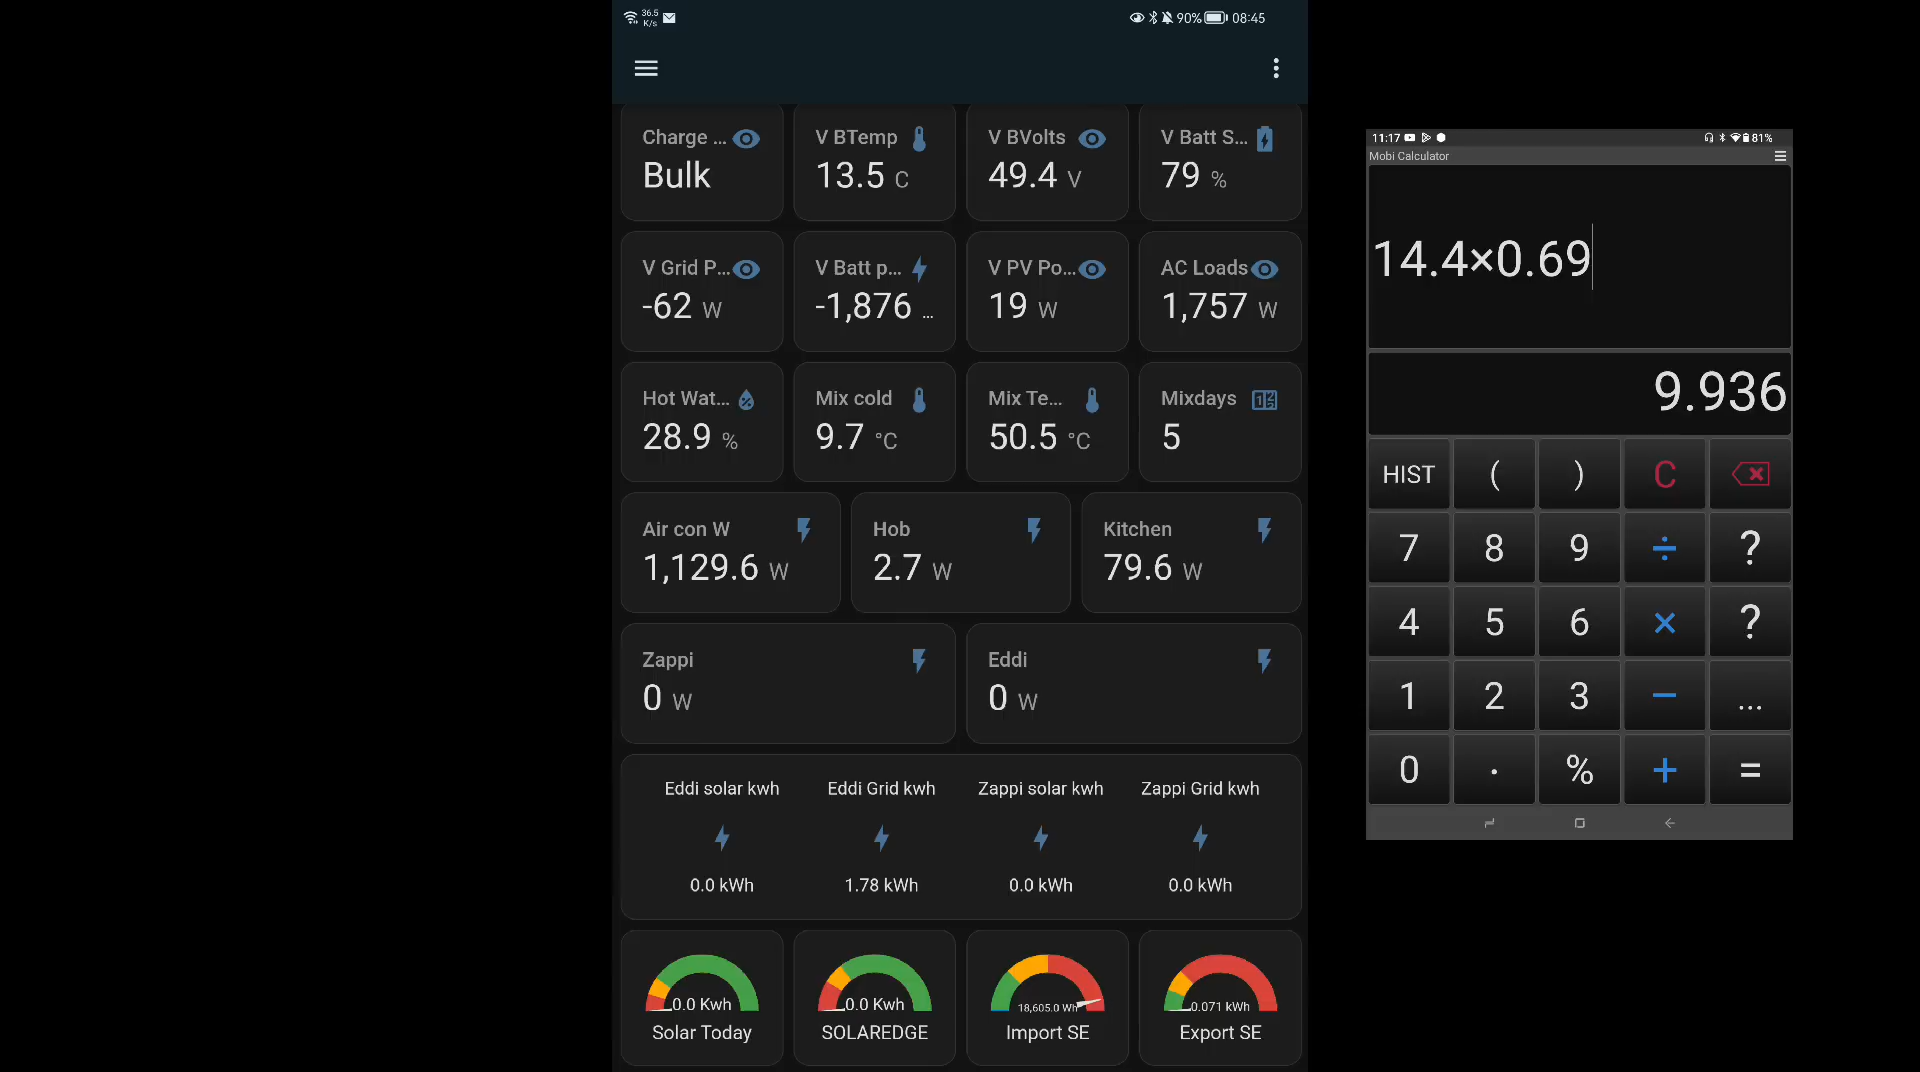 36.5 K/s 90% 08:45
Charge ... V BTemp V BVolts V Batt S...
Bulk 13.5 C 49.4 V 79 %
V Grid P... V Batt p... V PV Po... AC Loads
-62 W -1,876 ... 19 W 1,757 W
Hot Wat... Mix cold Mix Te... Mixdays
28.9 % 9.7 °C 50.5 °C 5
Air con W Hob Kitchen
1,129.6 W 2.7 W 79.6 W
Zappi Eddi
0 W 0 W
Eddi solar kwh Eddi Grid kwh Zappi solar kwh Zappi Grid kwh
0.0 kWh 1.78 kWh 0.0 kWh 0.0 kWh
0.0 Kwh 0.0 Kwh 18,605.0 Wh 0.071 kWh
Solar Today SOLAREDGE Import SE Export SE
11:17 81%
Mobi Calculator
14.4×0.69
9.936
HIST ( ) C
7 8 9 ÷ ?
4 5 6 × ?
1 2 3 − ...
0 . % + =